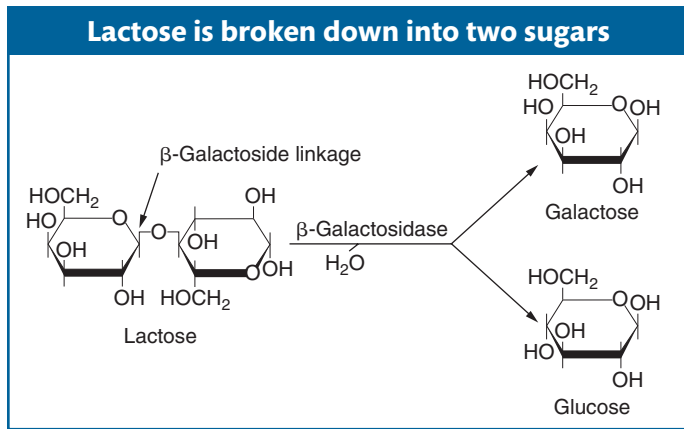 Lactose is broken down into two sugars
β-Galactoside linkage
HOCH2
HO
O
OH
OH
O
OH
OH
O
OH
HOCH2
Lactose
β-Galactosidase
H2O
HOCH2
HO
O
OH
OH
OH
Galactose
HOCH2
O
OH
OH
HO
OH
Glucose